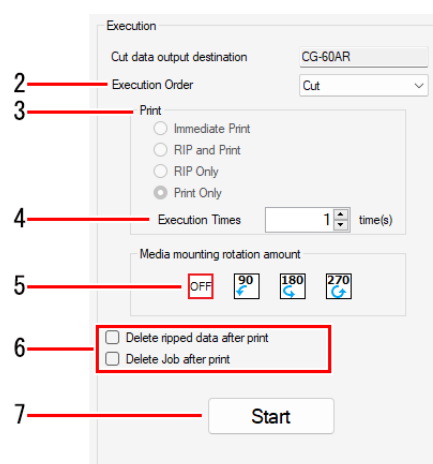 Execution
Cut data output destination CG-60AR
2 Execution Order Cut
3 Print
Immediate Print
RIP and Print
RIP Only
Print Only
4 Execution Times 1 time(s)
Media mounting rotation amount
5 OFF 90 180 270
6 Delete ripped data after print
Delete Job after print
7 Start